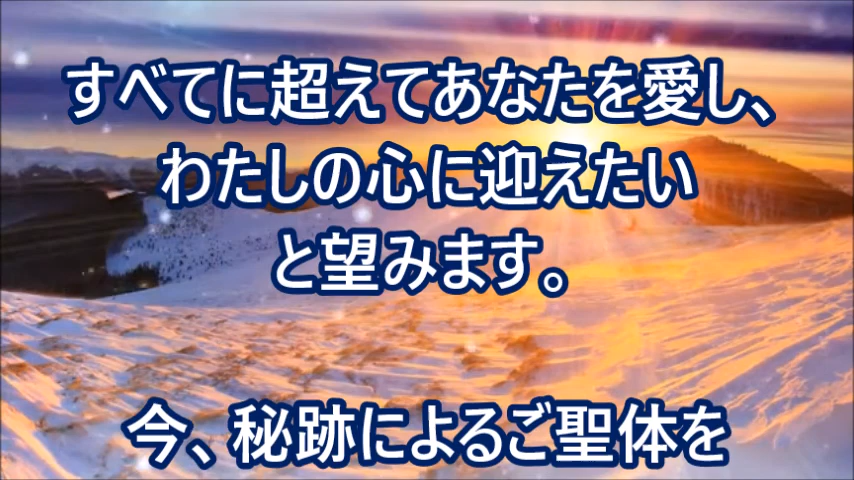 すべてに超えてあなたを愛し、
わたしの心に迎えたい
と望みます。
今、秘跡によるご聖体を